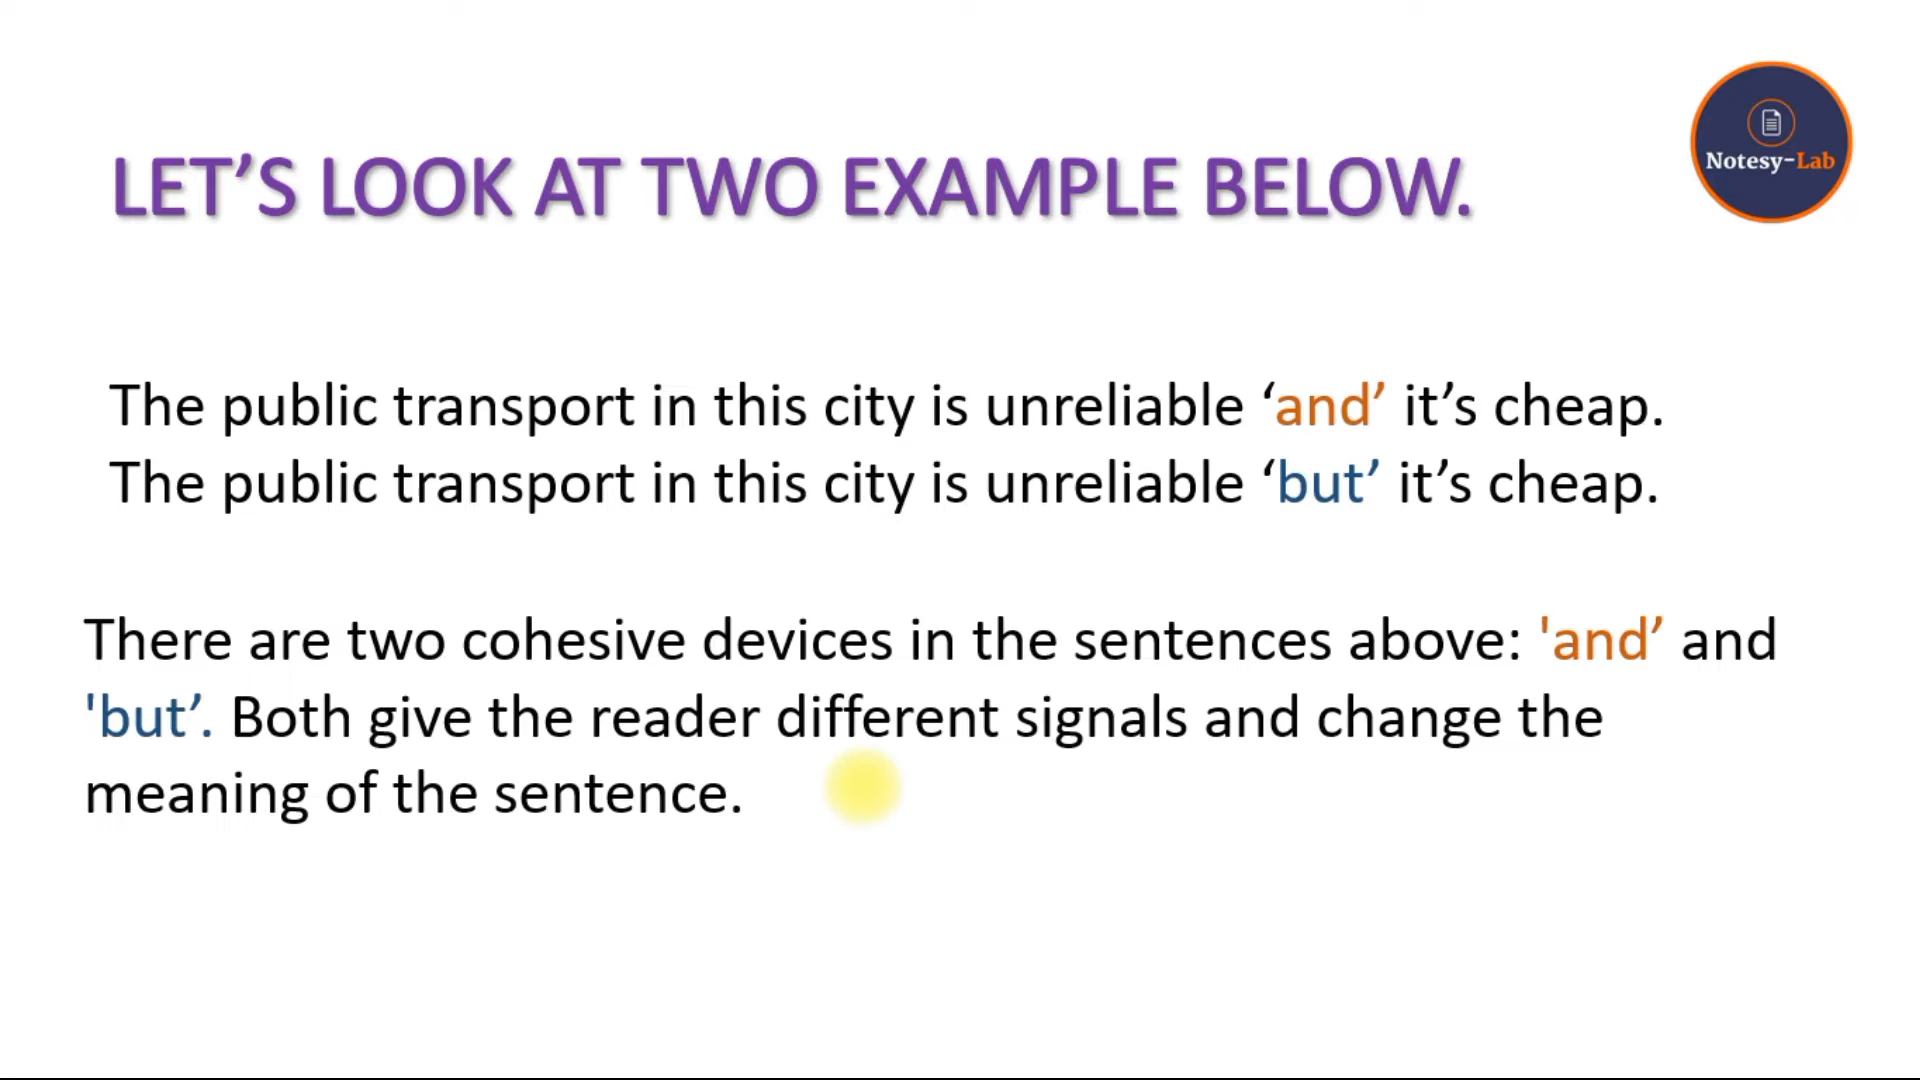 Notesy-Lab
LET’S LOOK AT TWO EXAMPLE BELOW.
The public transport in this city is unreliable ‘and’ it’s cheap.
The public transport in this city is unreliable ‘but’ it’s cheap.
There are two cohesive devices in the sentences above: 'and’ and
'but’. Both give the reader different signals and change the
meaning of the sentence.